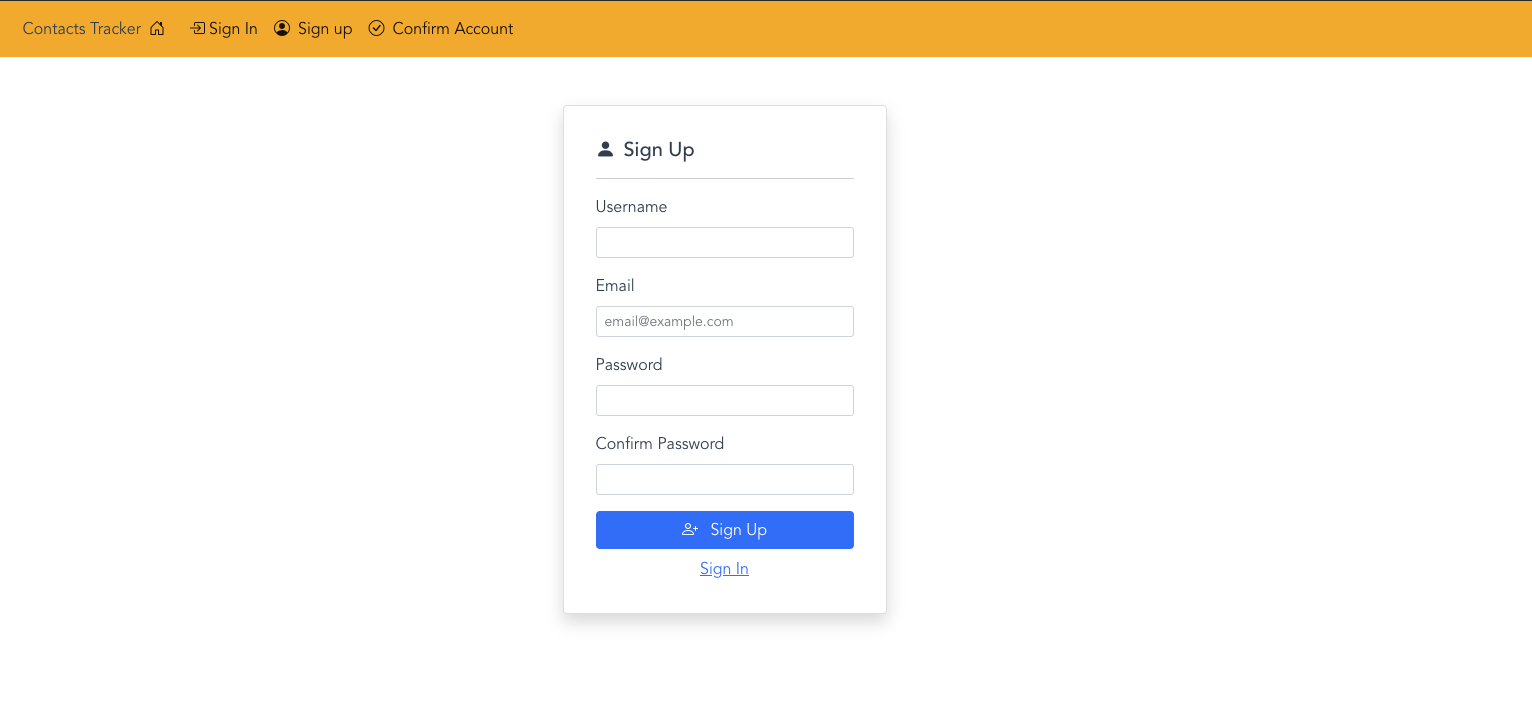 Contacts Tracker Sign In Sign up Confirm Account
Sign Up
Username
Email
email@example.com
Password
Confirm Password
Sign Up
Sign In